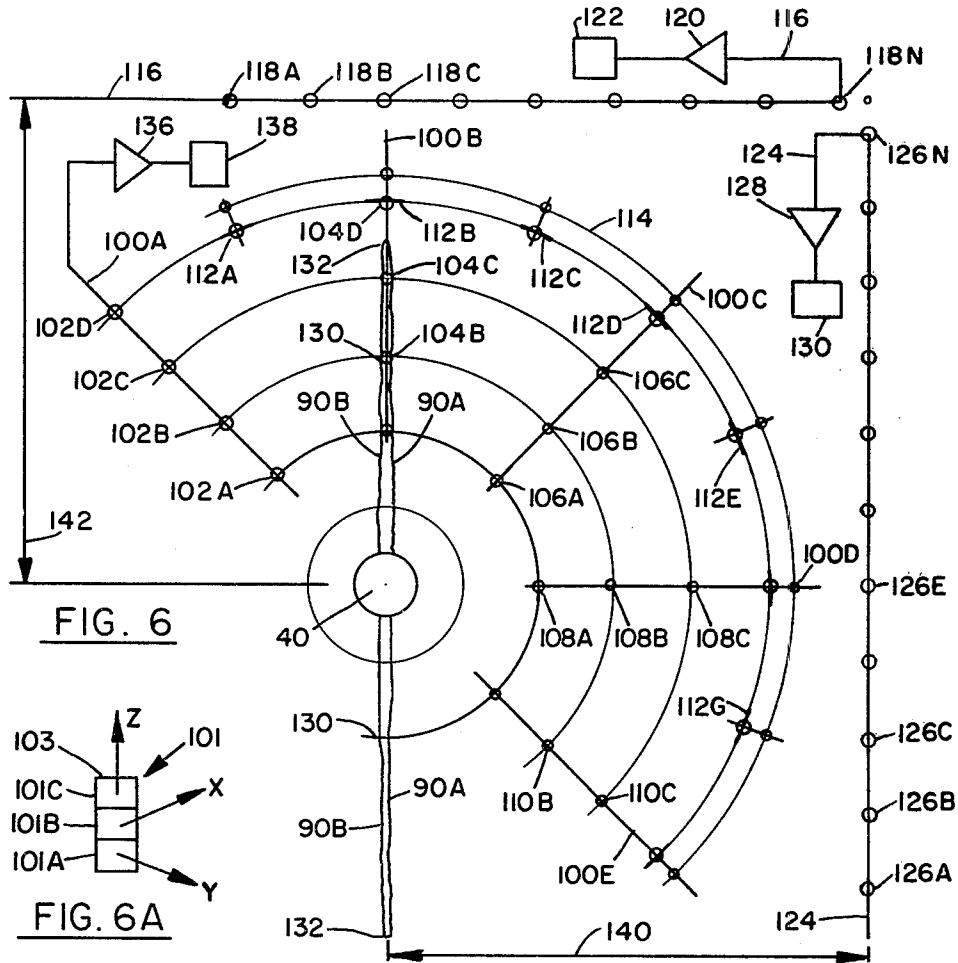 122
120
116
118N
116
118A
118B
118C
136
138
100B
124
126N
128
114
100A
104D
112B
112A
132
104C
112C
100C
102D
112D
130
130
104B
102C
106C
90B
90A
102B
106B
112E
102A
106A
142
100D
126E
FIG. 6
40
108A
108B
108C
112G
Z
103
101
130
126C
101C
X
110B
110C
90A
101B
126B
90B
101A
100E
Y
126A
FIG. 6A
132
140
124